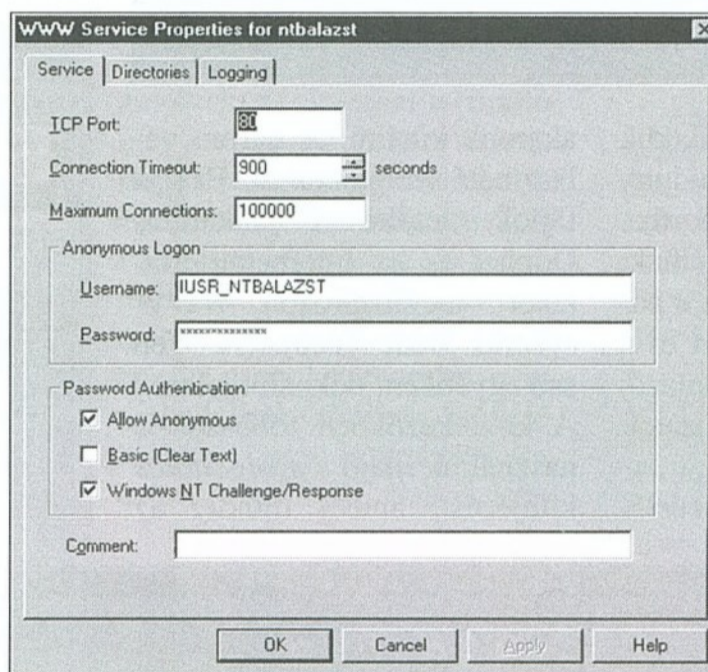 WWW Service Properties for ntbalazst
Service Directories Logging
TCP Port: 80
Connection Timeout: 900 seconds
Maximum Connections: 100000
Anonymous Logon
Username: IUSR_NTBALAZST
Password: **************
Password Authentication
Allow Anonymous
Basic (Clear Text)
Windows NT Challenge/Response
Comment:
OK Cancel Apply Help